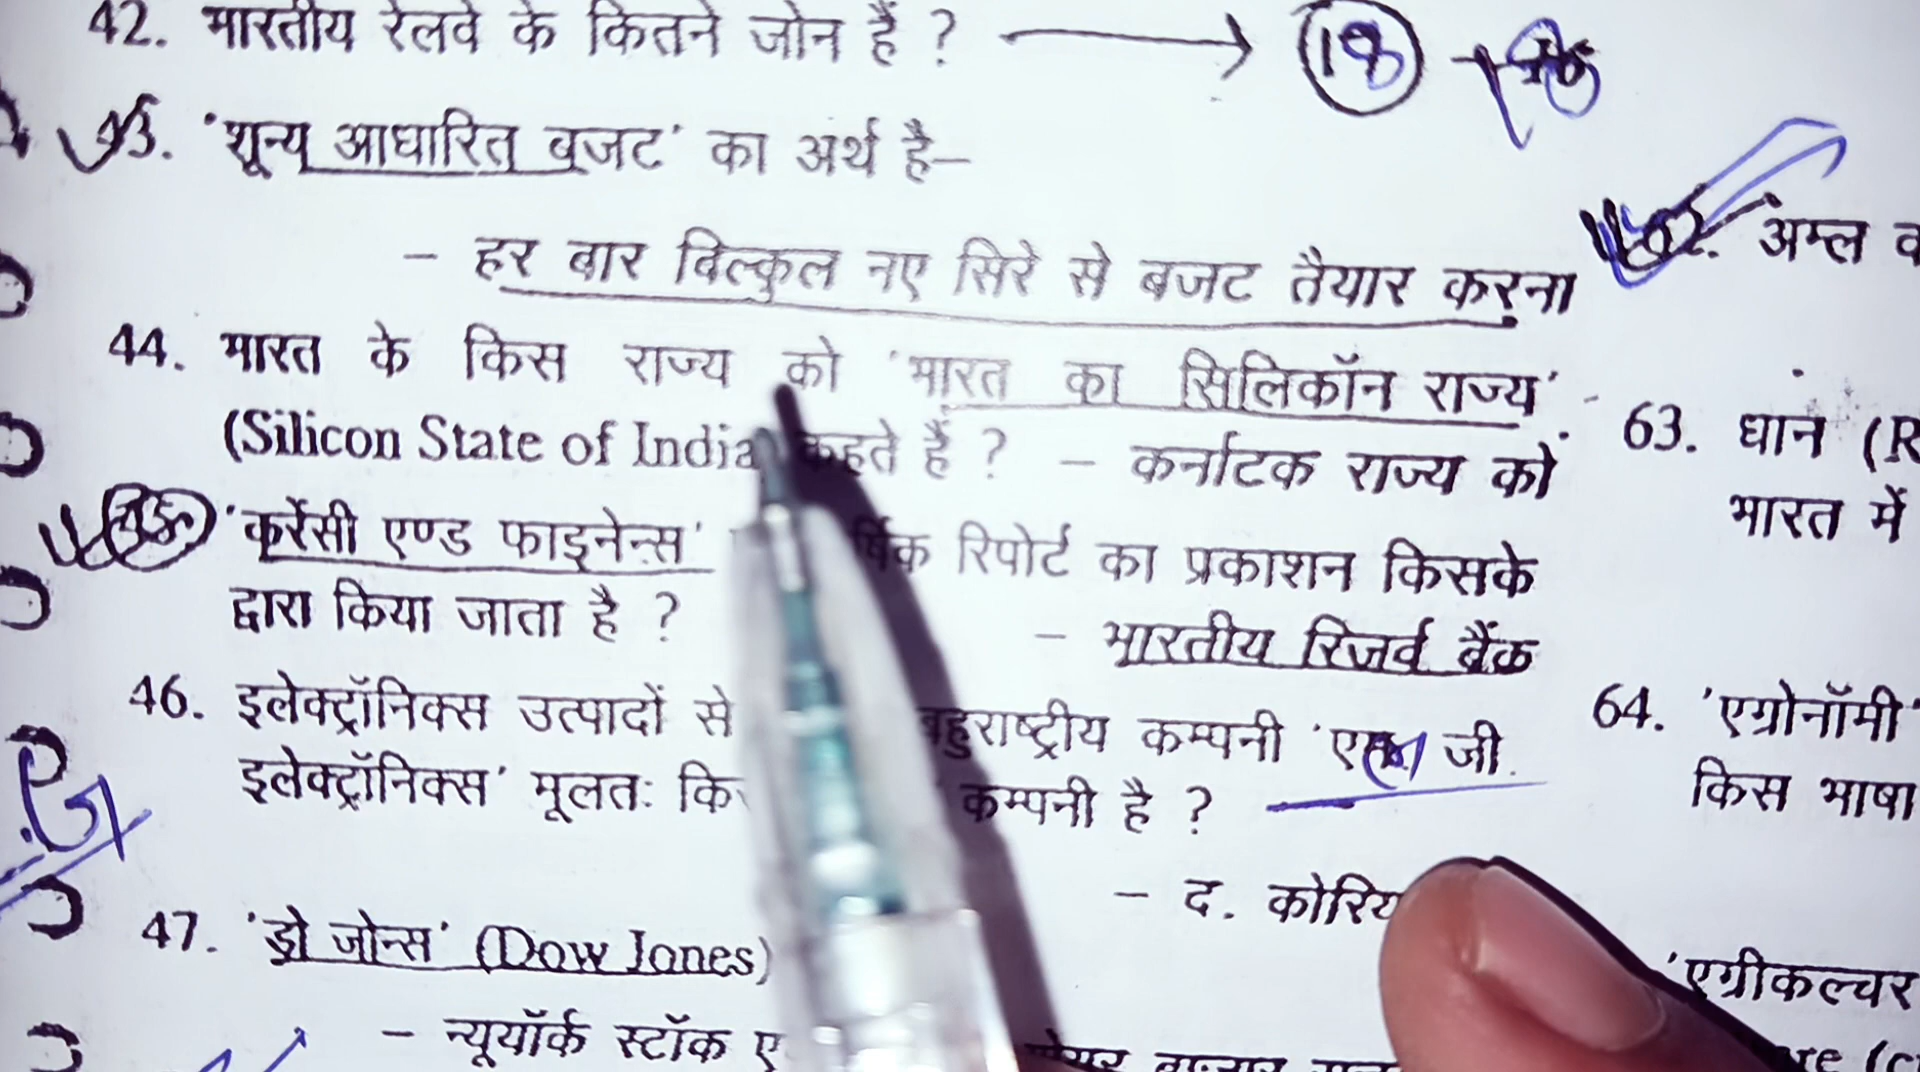 42. भारतीय रेलवे के कितने जोन हैं ? → 18
43. 'शून्य आधारित बजट' का अर्थ है–
– हर बार बिल्कुल नए सिरे से बजट तैयार करना
44. भारत के किस राज्य को 'भारत का सिलिकॉन राज्य'
(Silicon State of India) कहते हैं ? – कर्नाटक राज्य को
45. 'करेंसी एण्ड फाइनेन्स' रिपोर्ट का प्रकाशन किसके
द्वारा किया जाता है ?
– भारतीय रिजर्व बैंक
46. इलेक्ट्रॉनिक्स उत्पादों से बहुराष्ट्रीय कम्पनी 'एल जी.
इलेक्ट्रॉनिक्स' मूलतः कम्पनी है ?
– द. कोरिय
47. 'डो जोन्स' (Dow Jones)
– न्यूयॉर्क स्टॉक
62. अम्ल
63. धान (R
भारत में
64. 'एग्रोनॉमी'
किस भाषा
'एग्रीकल्चर